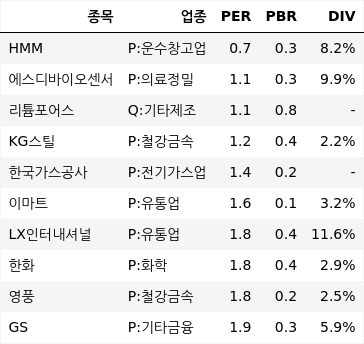 종목 업종 PER PBR DIV
HMM P:운수창고업 0.7 0.3 8.2%
에스디바이오센서 P:의료정밀 1.1 0.3 9.9%
리튬포어스 Q:기타제조 1.1 0.8 -
KG스틸 P:철강금속 1.2 0.4 2.2%
한국가스공사 P:전기가스업 1.4 0.2 -
이마트 P:유통업 1.6 0.1 3.2%
LX인터내셔널 P:유통업 1.8 0.4 11.6%
한화 P:화학 1.8 0.4 2.9%
영풍 P:철강금속 1.8 0.2 2.5%
GS P:기타금융 1.9 0.3 5.9%